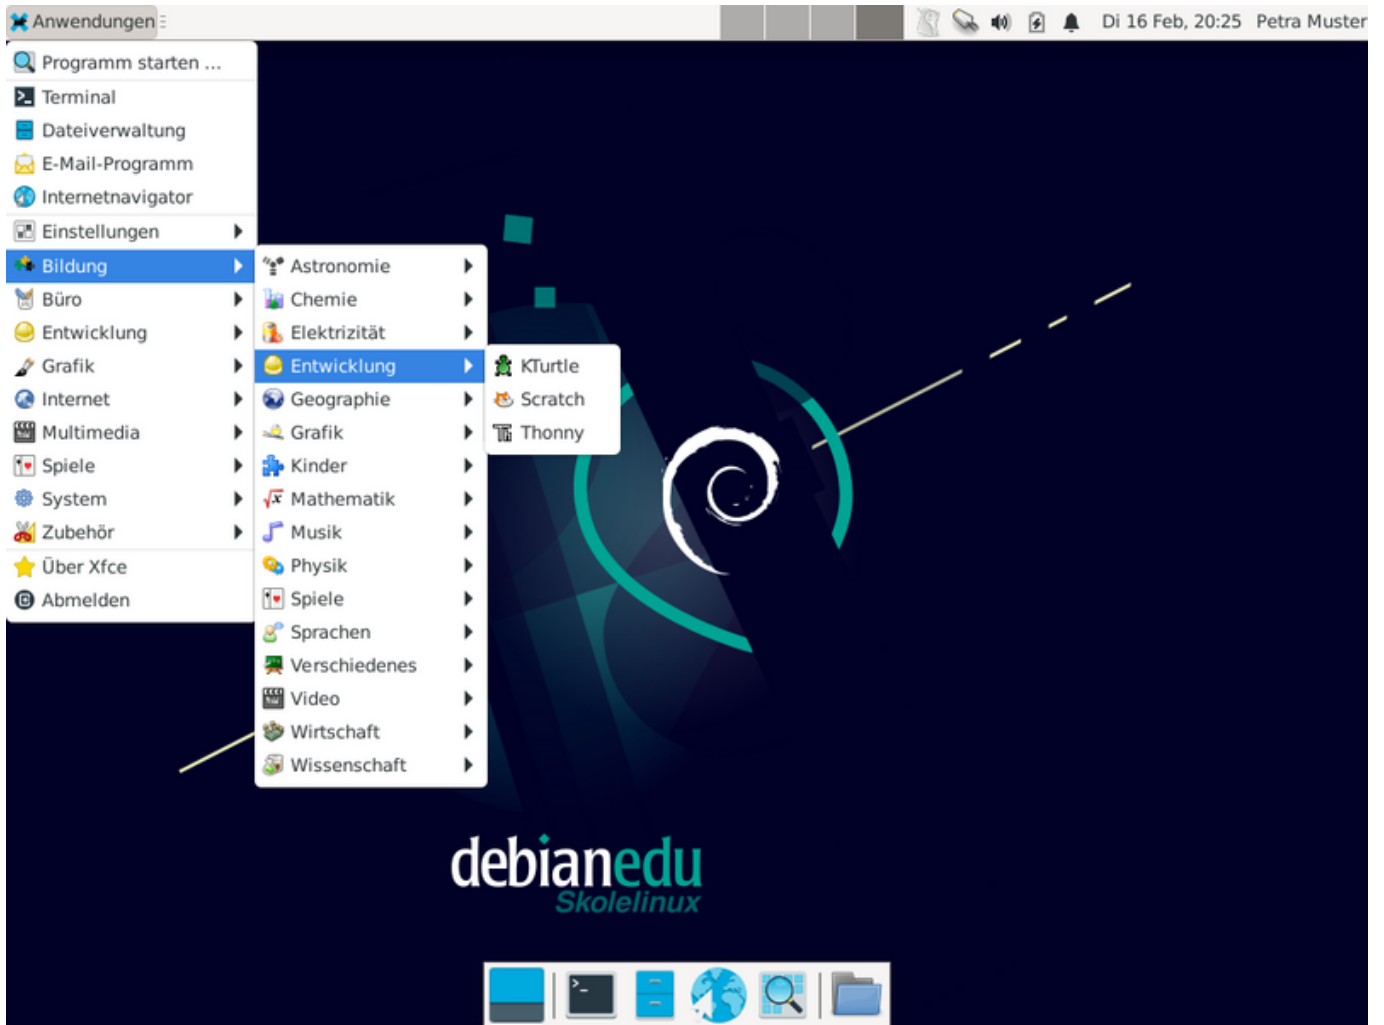 Anwendungen
Di 16 Feb, 20:25 Petra Muster
Programm starten ...
Terminal
Dateiverwaltung
E-Mail-Programm
Internetnavigator
Einstellungen
Bildung
Büro
Entwicklung
Grafik
Internet
Multimedia
Spiele
System
Zubehör
Über Xfce
Abmelden
Astronomie
Chemie
Elektrizität
Entwicklung
Geographie
Grafik
Kinder
Mathematik
Musik
Physik
Spiele
Sprachen
Verschiedenes
Video
Wirtschaft
Wissenschaft
KTurtle
Scratch
Thonny
debianedu
Skolelinux